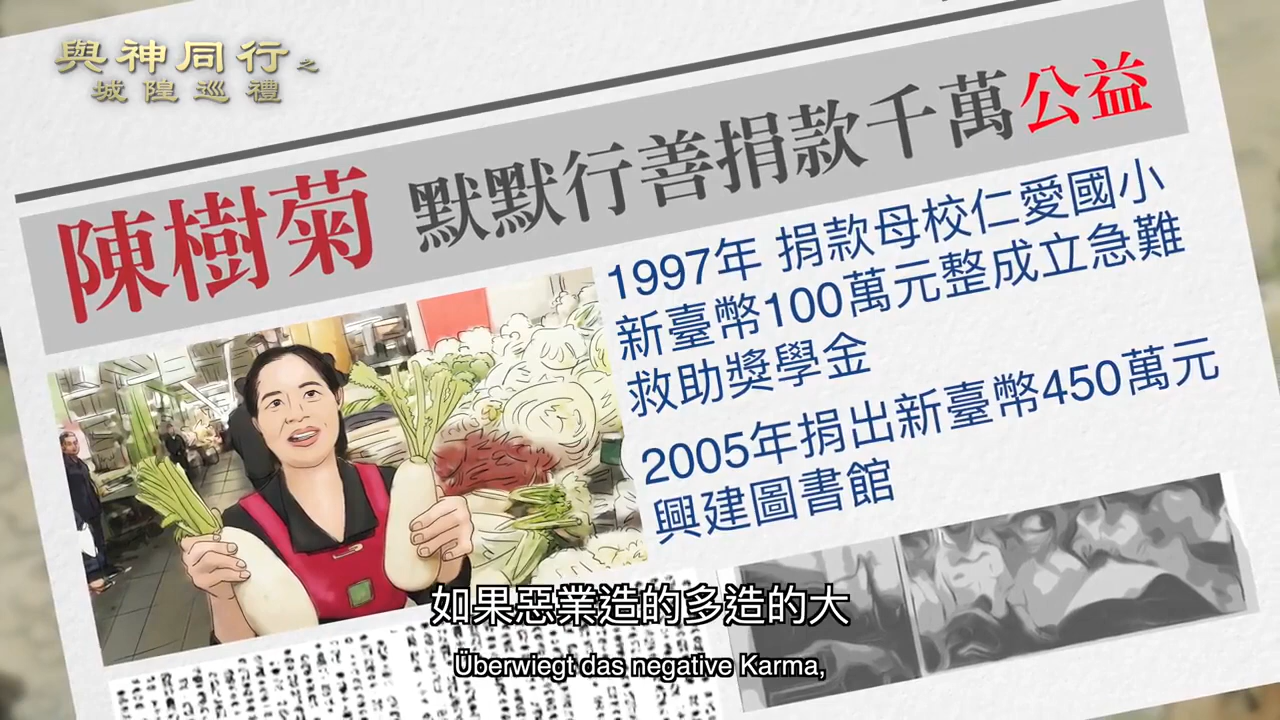 與神同行之
城隍巡禮
陳樹菊 默默行善捐款千萬公益
1997年 捐款母校仁愛國小
新臺幣100萬元整成立急難
救助獎學金
2005年捐出新臺幣450萬元
興建圖書館
如果惡業造的多造的大
Überwiegt das negative Karma,